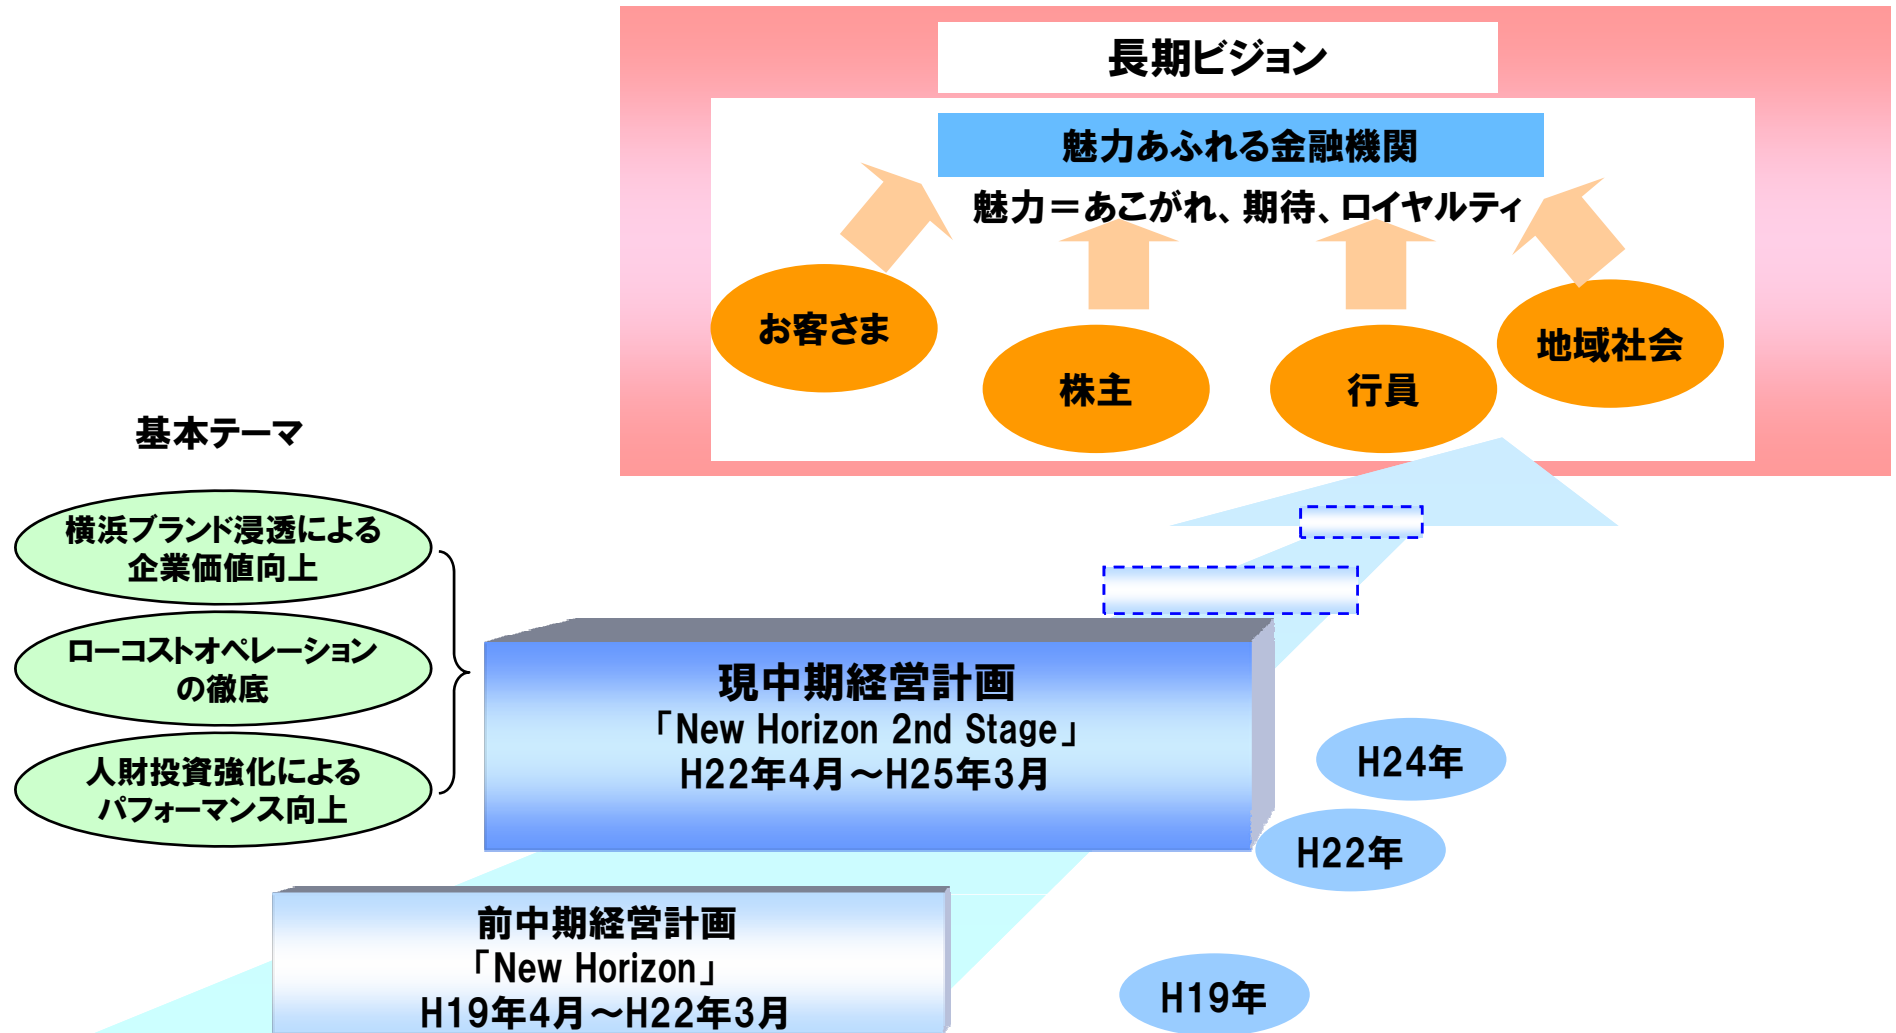 長期ビジョン
魅力あふれる金融機関
魅力＝あこがれ、期待、ロイヤルティ
お客さま
株主
行員
地域社会
基本テーマ
横浜ブランド浸透による
企業価値向上
ローコストオペレーション
の徹底
人財投資強化による
パフォーマンス向上
現中期経営計画
「New Horizon 2nd Stage」
H22年4月～H25年3月
H24年
H22年
前中期経営計画
「New Horizon」
H19年4月～H22年3月
H19年